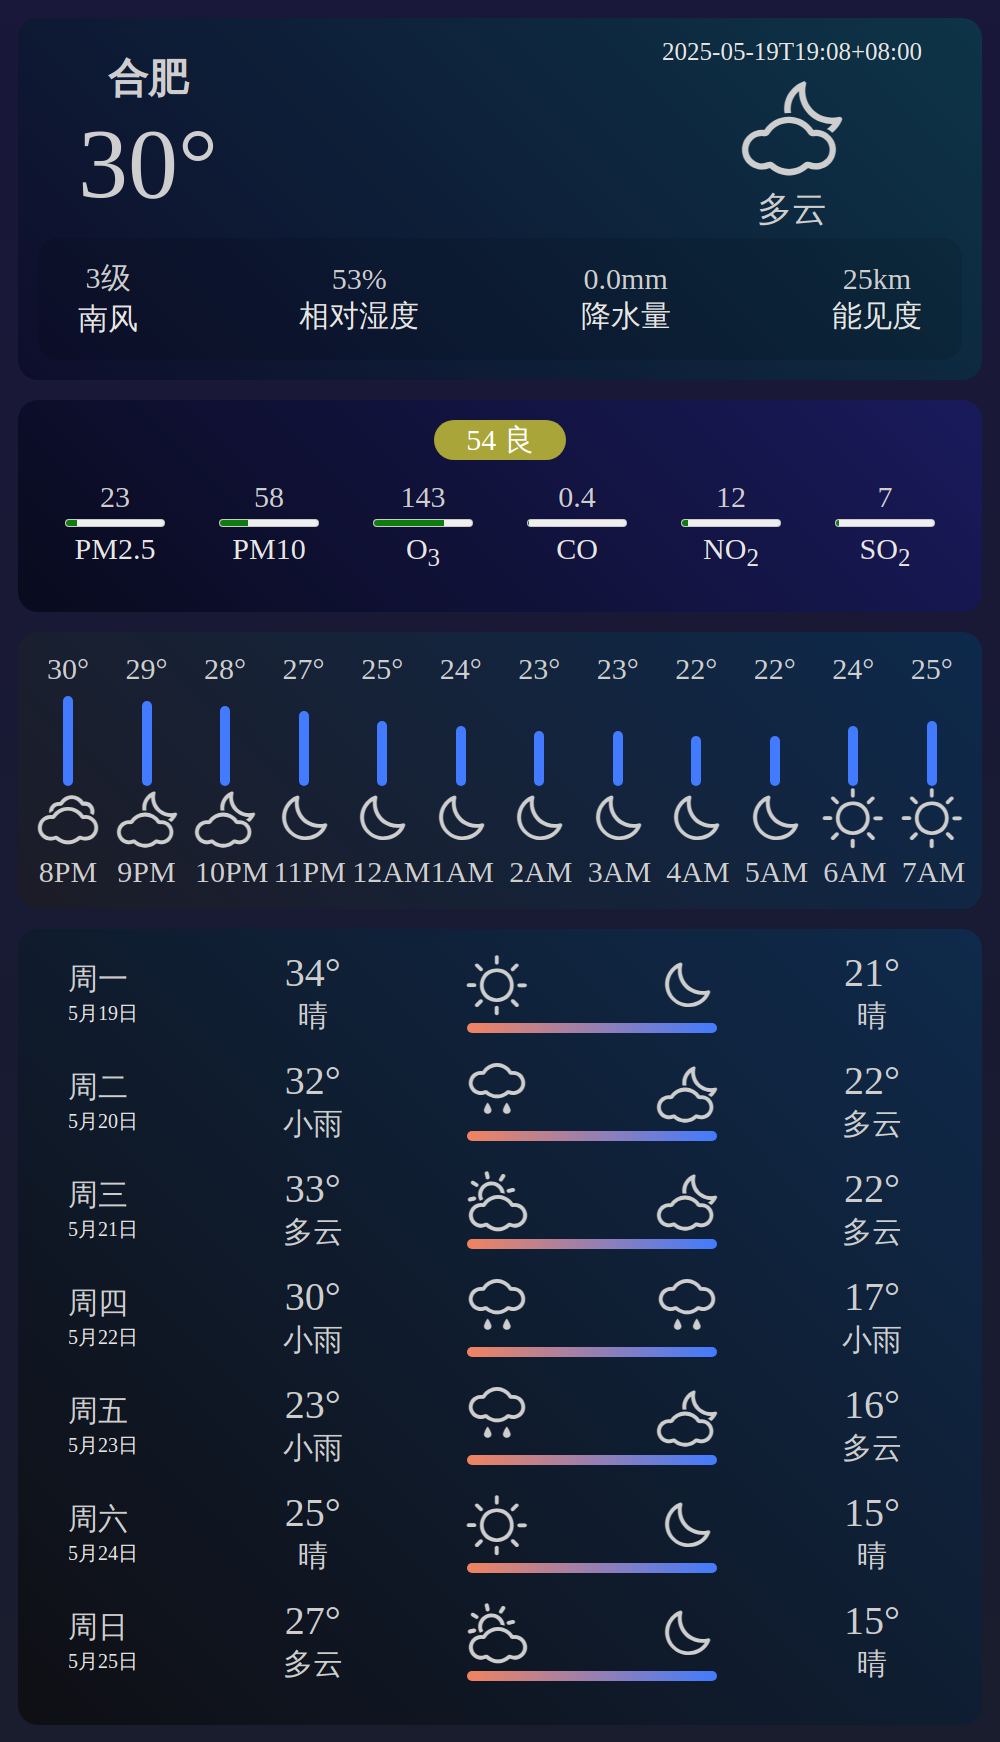 合肥
30°
2025-05-19T19:08+08:00
多云
3级 53% 0.0mm 25km
南风 相对湿度 降水量 能见度
54 良
23 58 143 0.4 12 7
PM2.5 PM10 O3 CO NO2 SO2
30° 29° 28° 27° 25° 24° 23° 23° 22° 22° 24° 25°
8PM 9PM 10PM 11PM 12AM 1AM 2AM 3AM 4AM 5AM 6AM 7AM
周一 34° 21°
5月19日 晴 晴
周二 32° 22°
5月20日 小雨 多云
周三 33° 22°
5月21日 多云 多云
周四 30° 17°
5月22日 小雨 小雨
周五 23° 16°
5月23日 小雨 多云
周六 25° 15°
5月24日 晴 晴
周日 27° 15°
5月25日 多云 晴